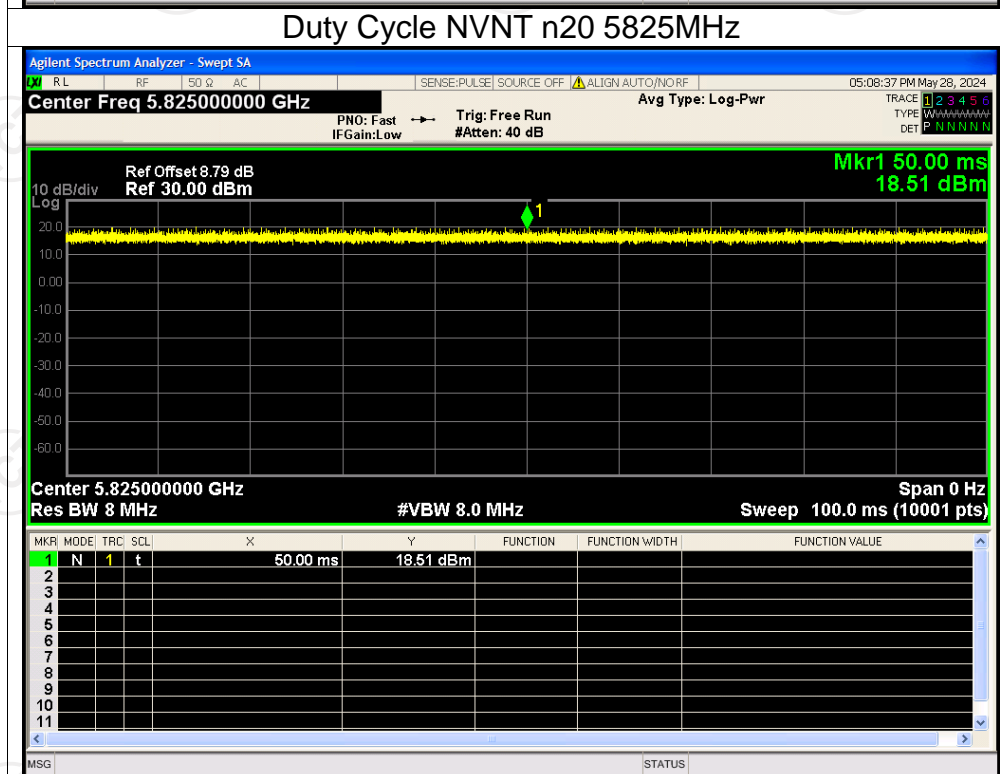 Duty Cycle NVNT n20 5825MHz
Agilent Spectrum Analyzer - Swept SA
LXI RL RF 50 Ω AC SENSE:PULSE SOURCE OFF ALIGN AUTO/NO RF 05:08:37 PM May 28, 2024
Center Freq 5.825000000 GHz Avg Type: Log-Pwr TRACE 1 2 3 4 5 6
PNO: Fast Trig: Free Run TYPE W
IFGain:Low #Atten: 40 dB DET P N N N N N
Mkr1 50.00 ms
Ref Offset 8.79 dB
10 dB/div Ref 30.00 dBm 18.51 dBm
Log
1
20.0
10.0
0.00
-10.0
-20.0
-30.0
-40.0
-50.0
-60.0
Center 5.825000000 GHz Span 0 Hz
Res BW 8 MHz #VBW 8.0 MHz Sweep 100.0 ms (10001 pts)
MKR MODE TRC SCL X Y FUNCTION FUNCTION WIDTH FUNCTION VALUE
1 N 1 t 50.00 ms 18.51 dBm
2
3
4
5
6
7
8
9
10
11
MSG STATUS